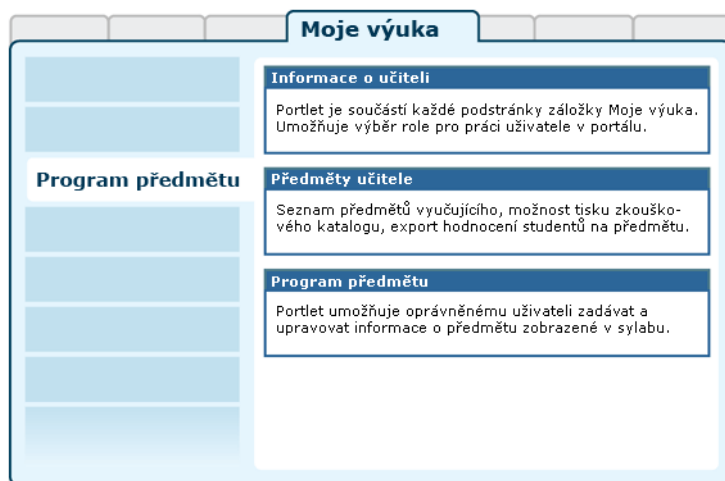 Moje výuka
Informace o učiteli
Portlet je součástí každé podstránky záložky Moje výuka.
Umožňuje výběr role pro práci uživatele v portálu.
Program předmětu
Předměty učitele
Seznam předmětů vyučujícího, možnost tisku zkouško-
vého katalogu, export hodnocení studentů na předmětu.
Program předmětu
Portlet umožňuje oprávněnému uživateli zadávat a
upravovat informace o předmětu zobrazené v sylabu.